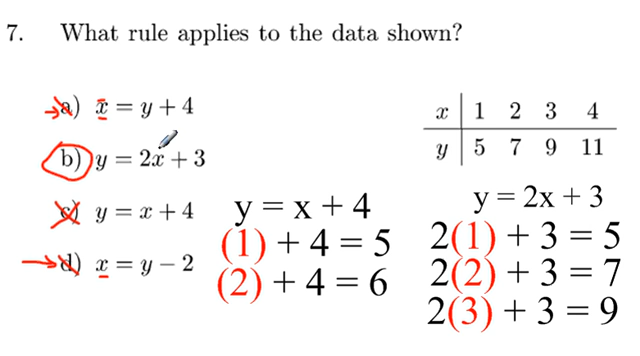 7. What rule applies to the data shown?
a) x = y + 4
b) y = 2x + 3
c) y = x + 4
d) x = y − 2
x 1 2 3 4
y 5 7 9 11
y = x + 4
(1) + 4 = 5
(2) + 4 = 6
y = 2x + 3
2(1) + 3 = 5
2(2) + 3 = 7
2(3) + 3 = 9